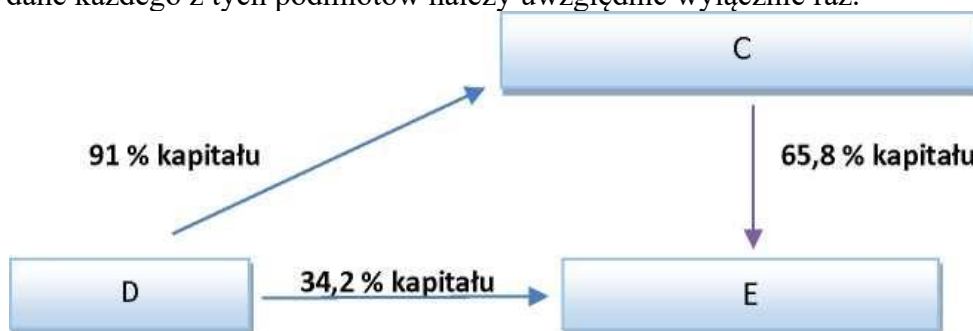 dane każdego z tych podmiotów należy uwzględnić wyłącznie raz.
C
91 % kapitału
65,8 % kapitału
D
34,2 % kapitału
E